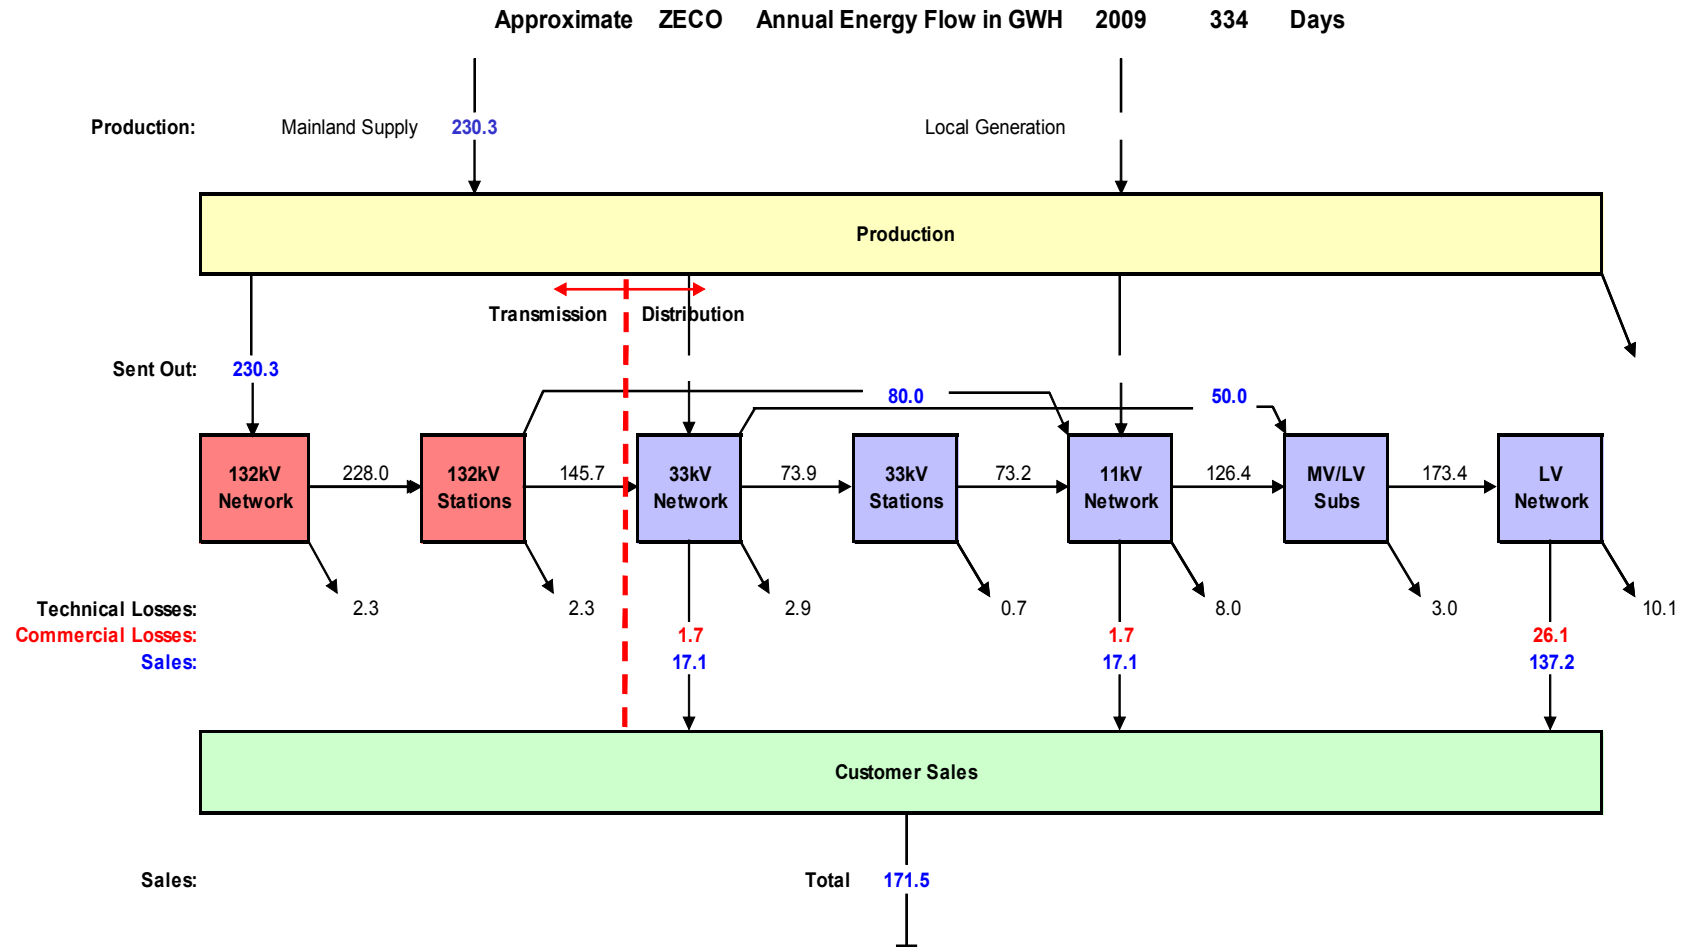 Approximate ZECO Annual Energy Flow in GWH 2009 334 Days
Production: Mainland Supply 230.3 Local Generation
Production
Transmission Distribution
Sent Out: 230.3
80.0 50.0
132kV Network 228.0 132kV Stations 145.7 33kV Network 73.9 33kV Stations 73.2 11kV Network 126.4 MV/LV Subs 173.4 LV Network
Technical Losses: 2.3 2.3 2.9 0.7 8.0 3.0 10.1
Commercial Losses: 1.7 1.7 26.1
Sales: 17.1 17.1 137.2
Customer Sales
Sales: Total 171.5